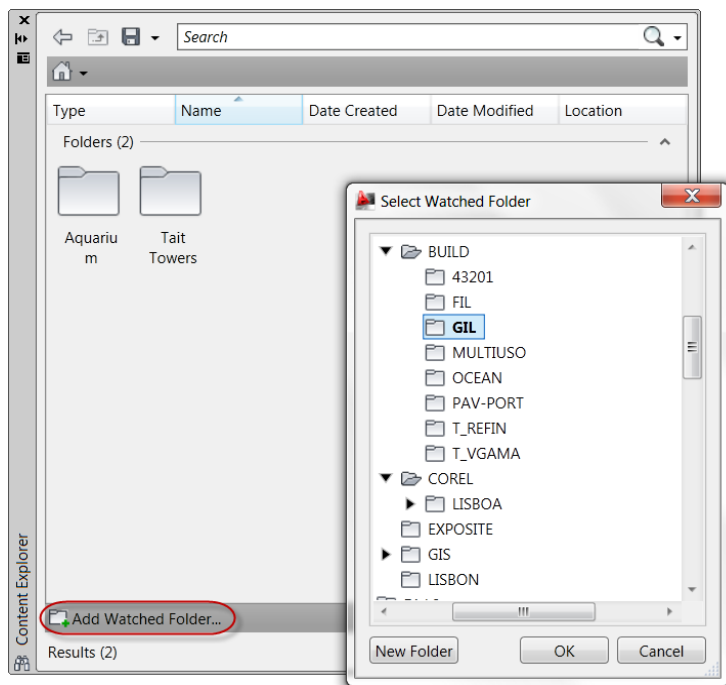 Search
Type Name Date Created Date Modified Location
Folders (2)
Aquariu
m
Tait
Towers
Content Explorer
Add Watched Folder...
Results (2)
Select Watched Folder
BUILD
43201
FIL
GIL
MULTIUSO
OCEAN
PAV-PORT
T_REFIN
T_VGAMA
COREL
LISBOA
EXPOSITE
GIS
LISBON
New Folder OK Cancel